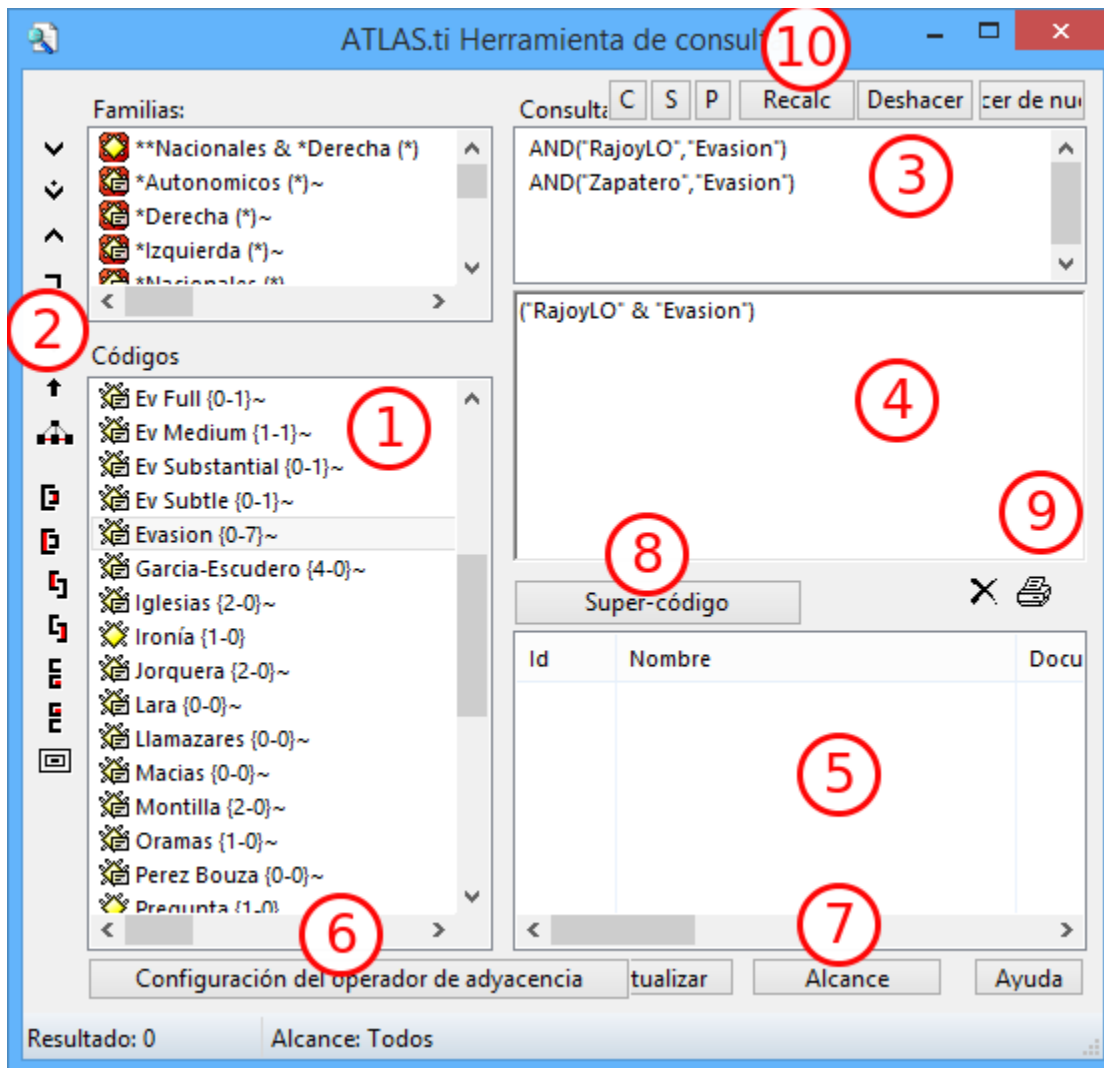 ATLAS.ti Herramienta de consul
10
Familias:
Consulta
C
S
P
Recalc
Deshacer
cer de nu
**Nacionales & *Derecha (*)
*Autonomicos (*)~
*Derecha (*)~
*Izquierda (*)~
*Nacionales (*)
AND("RajoyLO","Evasion")
AND("Zapatero","Evasion")
3
2
("RajoyLO" & "Evasion")
4
9
Códigos
1
Ev Full {0-1}~
Ev Medium {1-1}~
Ev Substantial {0-1}~
Ev Subtle {0-1}~
Evasion {0-7}~
Garcia-Escudero {4-0}~
Iglesias {2-0}~
Ironía {1-0}
Jorquera {2-0}~
Lara {0-0}~
Llamazares {0-0}~
Macias {0-0}~
Montilla {2-0}~
Oramas {1-0}~
Perez Bouza {0-0}~
Pregunta {1-0}
8
Super-código
Id
Nombre
Docu
5
6
7
Configuración del operador de adyacencia
tualizar
Alcance
Ayuda
Resultado: 0
Alcance: Todos